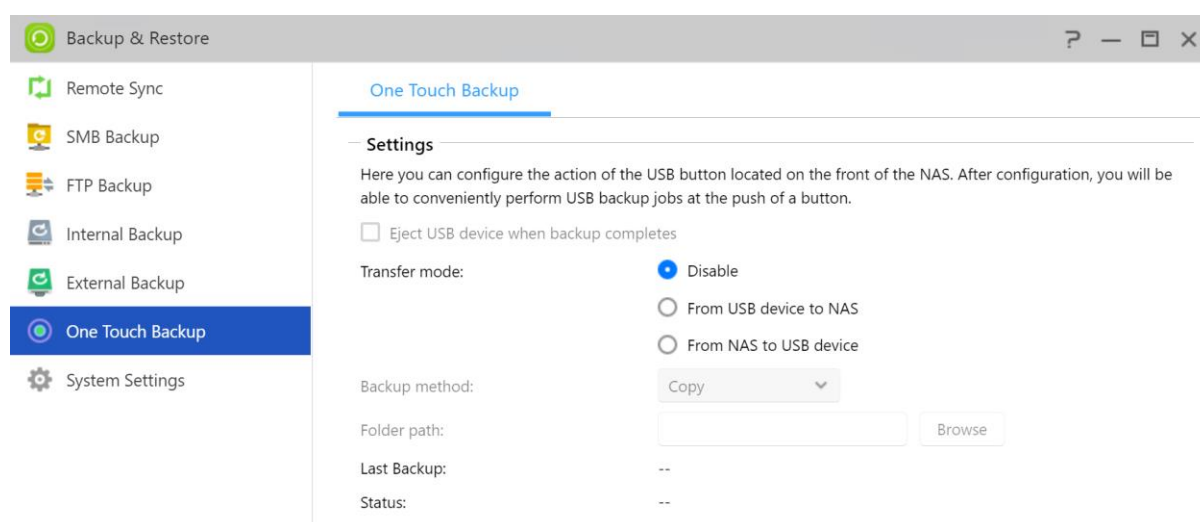 Backup & Restore
Remote Sync
SMB Backup
FTP Backup
Internal Backup
External Backup
One Touch Backup
System Settings
One Touch Backup
Settings
Here you can configure the action of the USB button located on the front of the NAS. After configuration, you will be
able to conveniently perform USB backup jobs at the push of a button.
Eject USB device when backup completes
Transfer mode:
Disable
From USB device to NAS
From NAS to USB device
Backup method: Copy
Folder path: Browse
Last Backup: --
Status: --